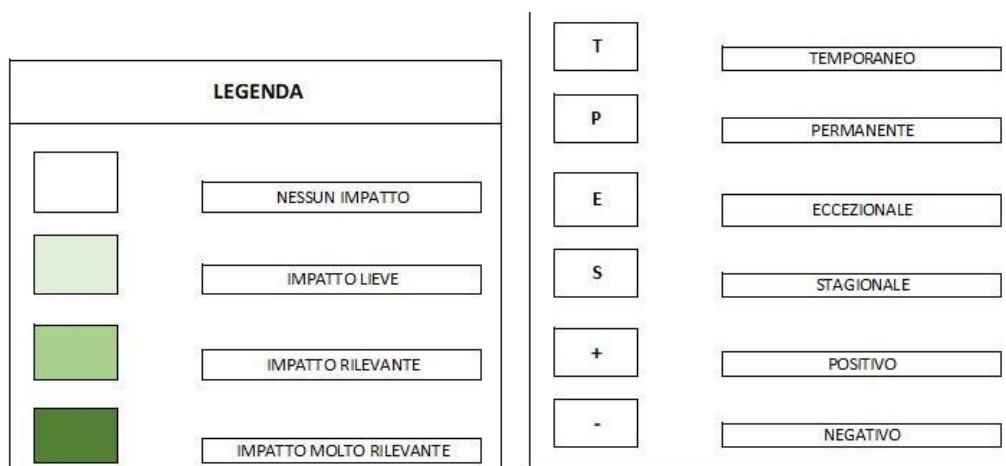 LEGENDA
NESSUN IMPATTO
IMPATTO LIEVE
IMPATTO RILEVANTE
IMPATTO MOLTO RILEVANTE
T TEMPORANEO
P PERMANENTE
E ECCEZIONALE
S STAGIONALE
+ POSITIVO
- NEGATIVO